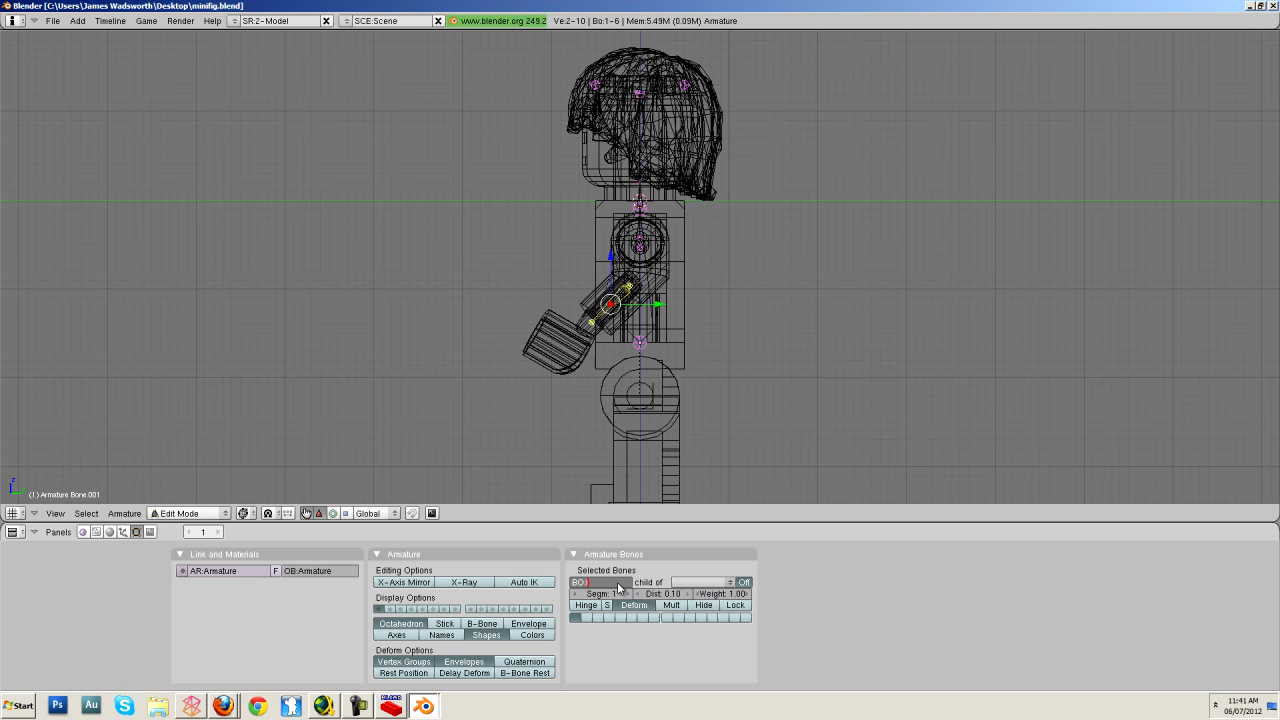 Blender [C:\Users\James Wadsworth\Desktop\minifig.blend]
File Add Timeline Game Render Help SR:2-Model SCE:Scene www.blender.org 249.2 Ve:2-10 | Bo:1-6 | Mem:5.49M (0.09M) Armature
z
y
(1) Armature Bone.001
View Select Armature Edit Mode Global
Panels 1
Link and Materials
AR:Armature F OB:Armature
Armature
Editing Options
X-Axis Mirror X-Ray Auto IK
Display Options
Octahedron Stick B-Bone Envelope
Axes Names Shapes Colors
Deform Options
Vertex Groups Envelopes Quaternion
Rest Position Delay Deform B-Bone Rest
Armature Bones
Selected Bones
BO: child of Off
Segm: 1 Dist: 0.10 Weight: 1.00
Hinge S Deform Mult Hide Lock
Start Ps Au 11:41 AM
06/07/2012